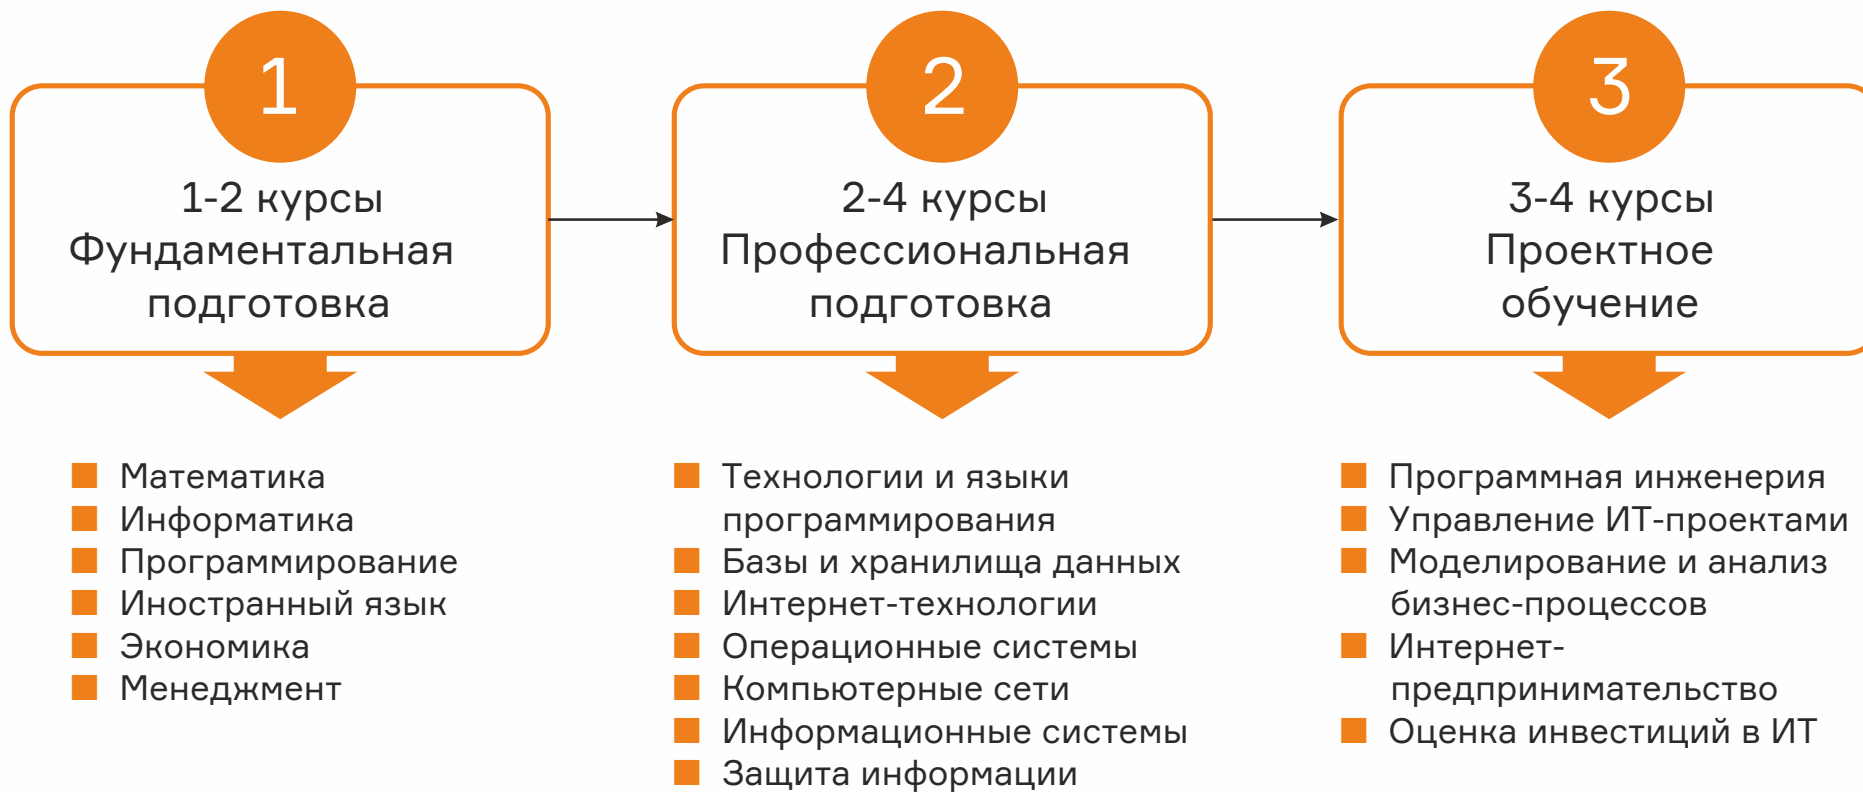 1
1-2 курсы
Фундаментальная
подготовка
Математика
Информатика
Программирование
Иностранный язык
Экономика
Менеджмент
2
2-4 курсы
Профессиональная
подготовка
Технологии и языки
программирования
Базы и хранилища данных
Интернет-технологии
Операционные системы
Компьютерные сети
Информационные системы
Защита информации
3
3-4 курсы
Проектное
обучение
Программная инженерия
Управление ИТ-проектами
Моделирование и анализ
бизнес-процессов
Интернет-
предпринимательство
Оценка инвестиций в ИТ